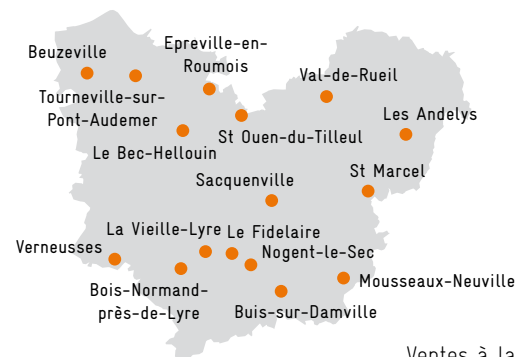 Beuzeville
Epreville-en-
Roumois
Val-de-Rueil
Tourneville-sur-
Pont-Audemer
Les Andelys
St Ouen-du-Tilleul
Le Bec-Hellouin
St Marcel
Sacquenville
La Vieille-Lyre
Le Fidelaire
Verneusses
Nogent-le-Sec
Mousseaux-Neuville
Bois-Normand-
près-de-Lyre
Buis-sur-Damville
Ventes à la